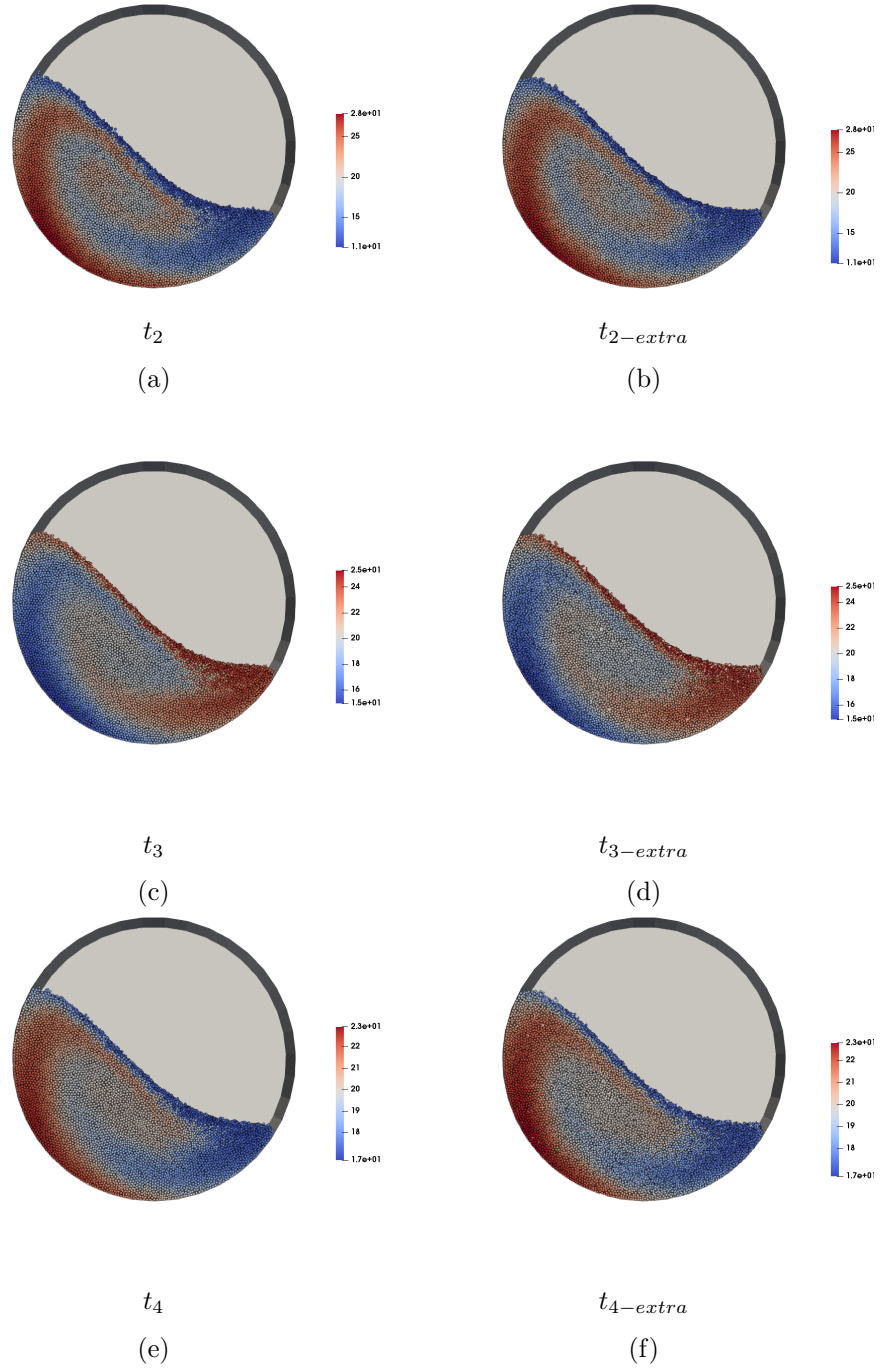 2.8e+01
25
20
15
1.1e+01
2.8e+01
25
20
15
1.1e+01
t2
t2−extra
(a)
(b)
2.5e+01
24
22
20
18
16
1.5e+01
2.5e+01
24
22
20
18
16
1.5e+01
t3
t3−extra
(c)
(d)
2.3e+01
22
21
20
19
18
1.7e+01
2.3e+01
22
21
20
19
18
1.7e+01
t4
t4−extra
(e)
(f)